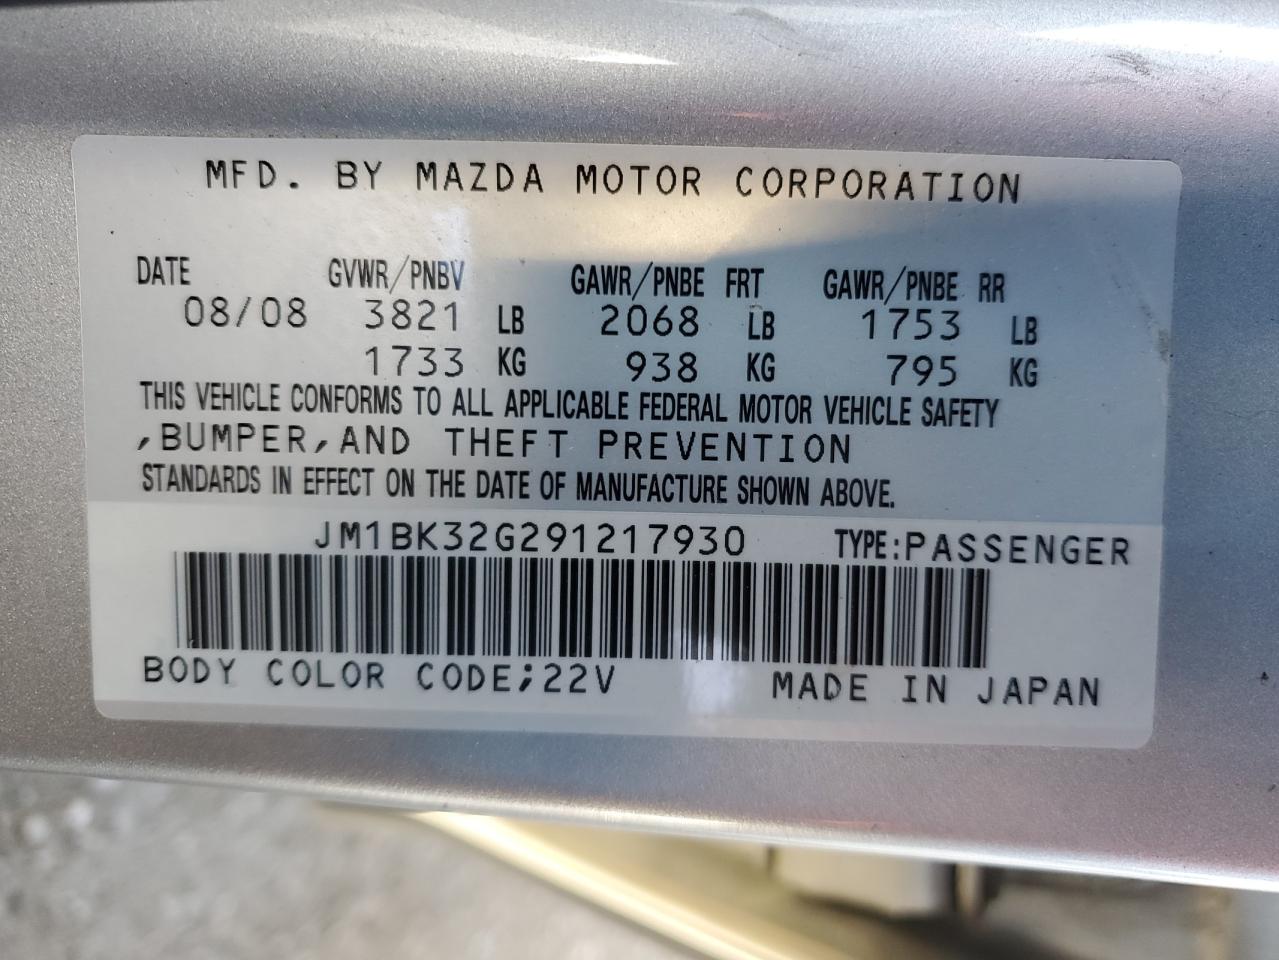 MFD. BY MAZDA MOTOR CORPORATION
DATE GVWR/PNBV GAWR/PNBE FRT GAWR/PNBE RR
08/08 3821 LB 2068 LB 1753 LB
1733 KG 938 KG 795 KG
THIS VEHICLE CONFORMS TO ALL APPLICABLE FEDERAL MOTOR VEHICLE SAFETY
,BUMPER,AND THEFT PREVENTION
STANDARDS IN EFFECT ON THE DATE OF MANUFACTURE SHOWN ABOVE.
JM1BK32G291217930 TYPE:PASSENGER
BODY COLOR CODE;22V MADE IN JAPAN